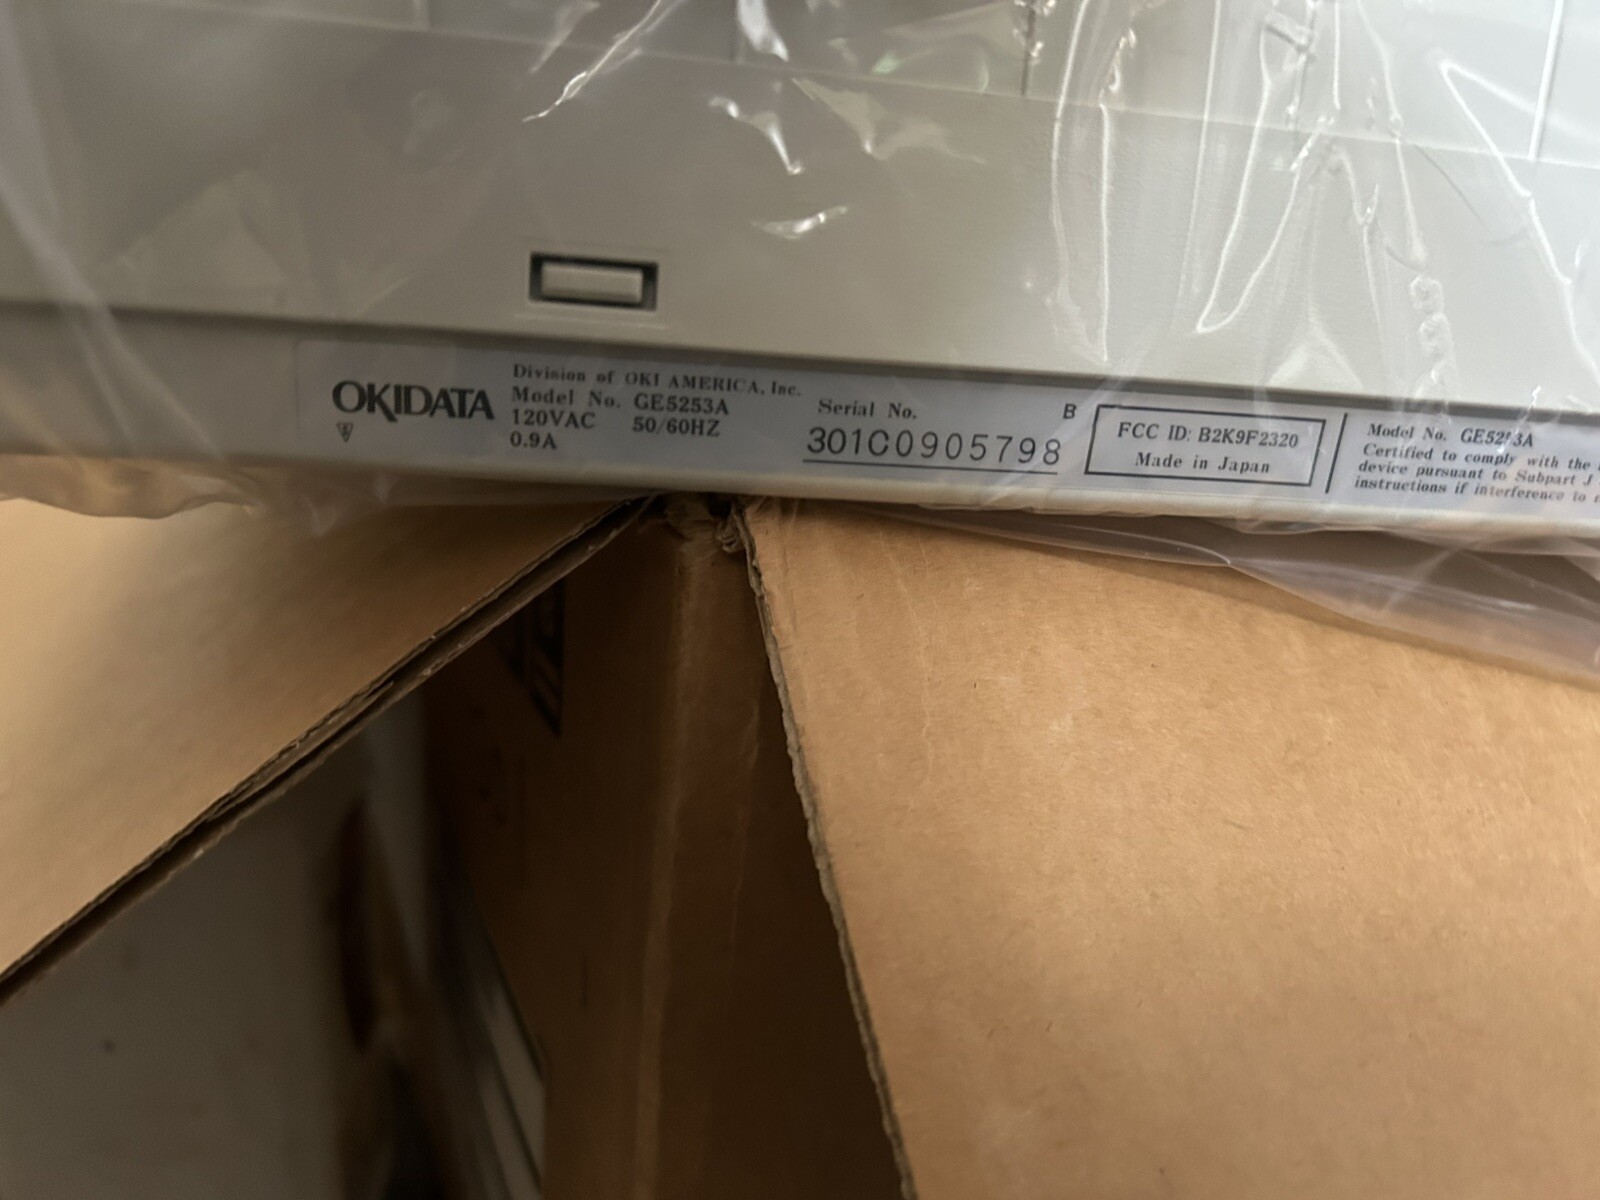 OKIDATA
Division of OKI AMERICA, Inc.
Model No. GE5253A
120VAC 50/60HZ
0.9A
Serial No. B
301C0905798
FCC ID: B2K9F2320
Made in Japan
Model No. GE5253A
Certified to comply with the
device pursuant to Subpart J
instructions if interference to